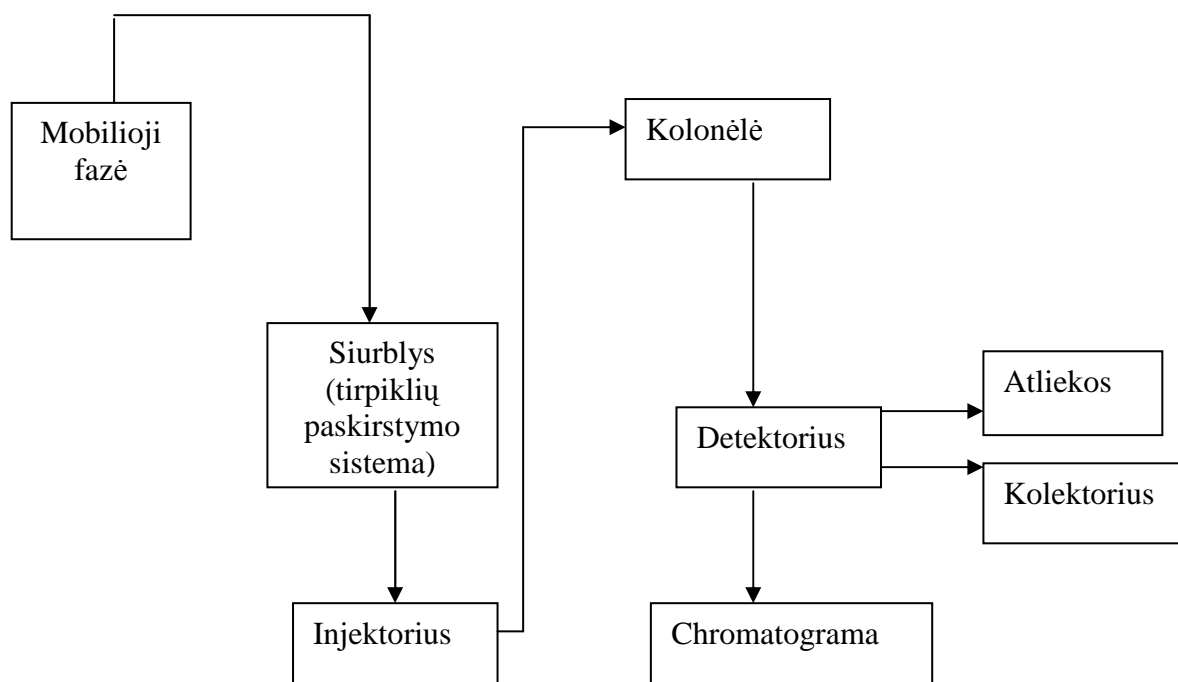 Mobilioji
fazė
Siurblys
(tirpiklių
paskirstymo
sistema)
Injektorius
Kolonėlė
Detektorius
Atliekos
Kolektorius
Chromatograma